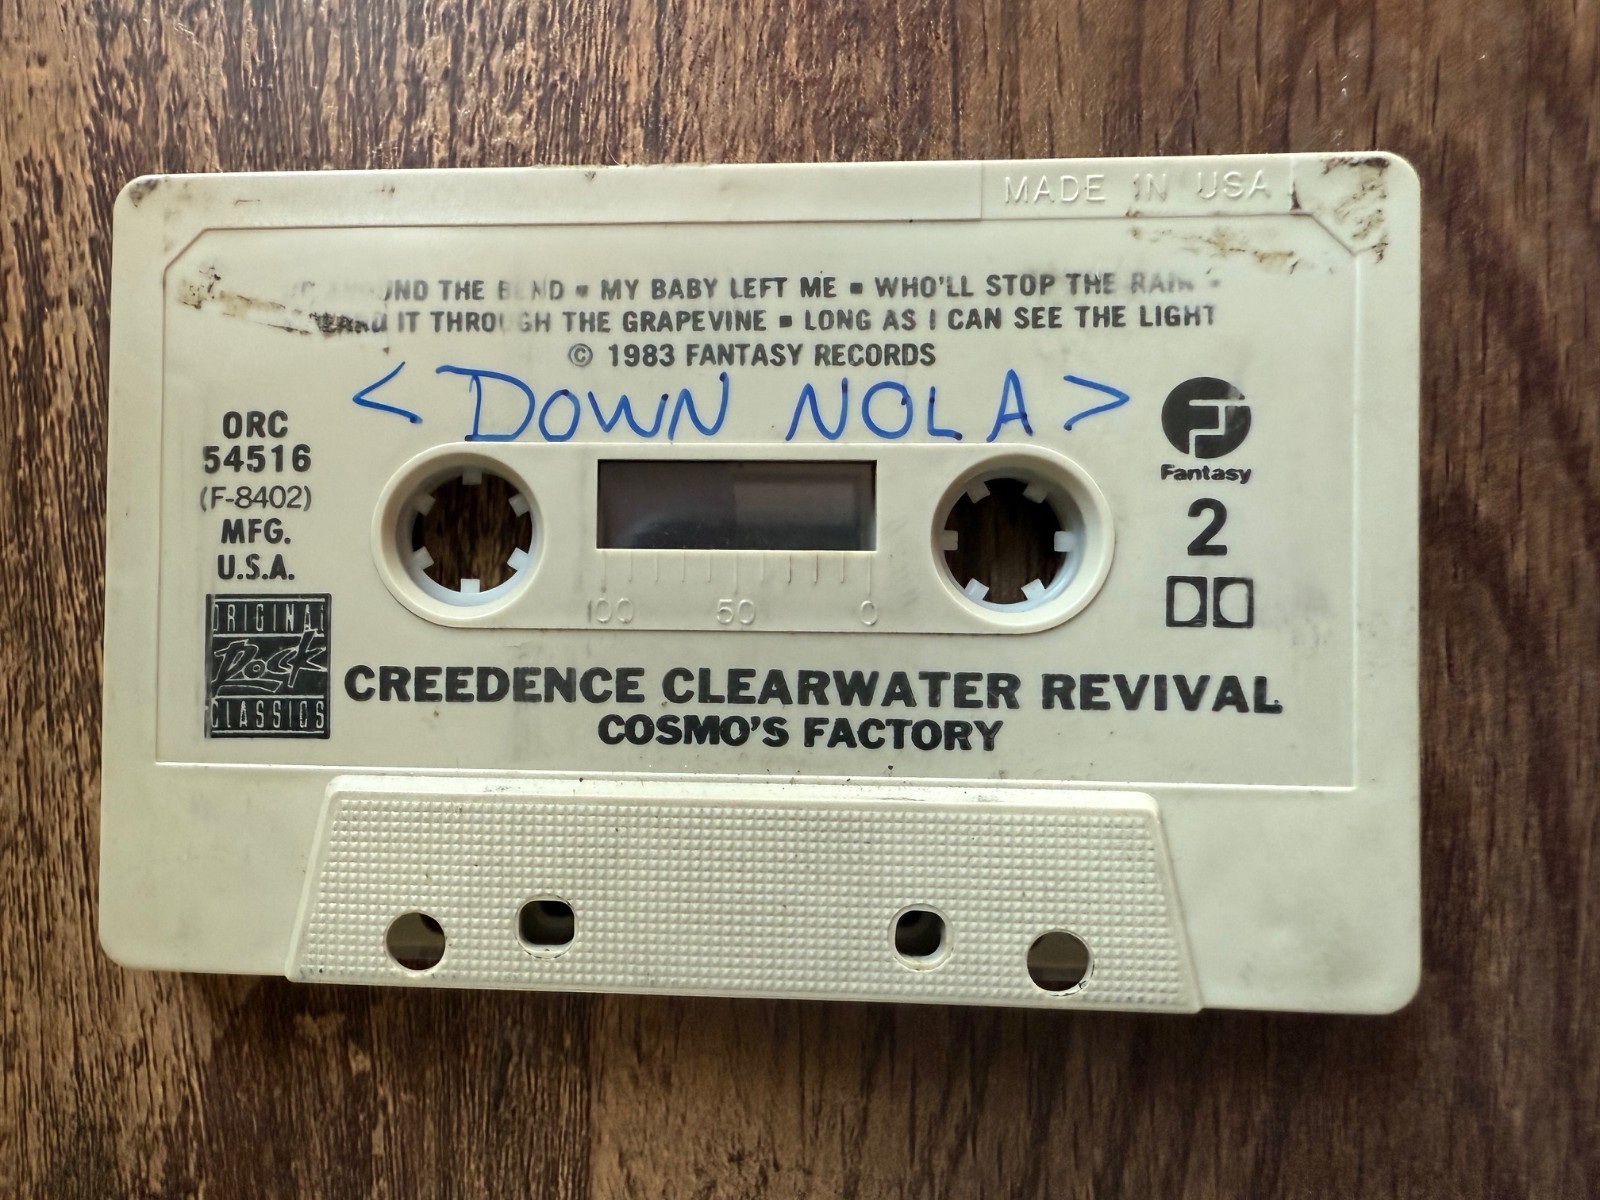 MADE IN USA
AROUND THE BEND ▪ MY BABY LEFT ME ▪ WHO'LL STOP THE RAIN ▪
HEARD IT THROUGH THE GRAPEVINE ▪ LONG AS I CAN SEE THE LIGHT
© 1983 FANTASY RECORDS
< DOWN NOLA >
ORC
54516
(F-8402)
MFG.
U.S.A.
ORIGINAL
Rock
CLASSICS
100 50 0
Fantasy
2
CREEDENCE CLEARWATER REVIVAL
COSMO'S FACTORY